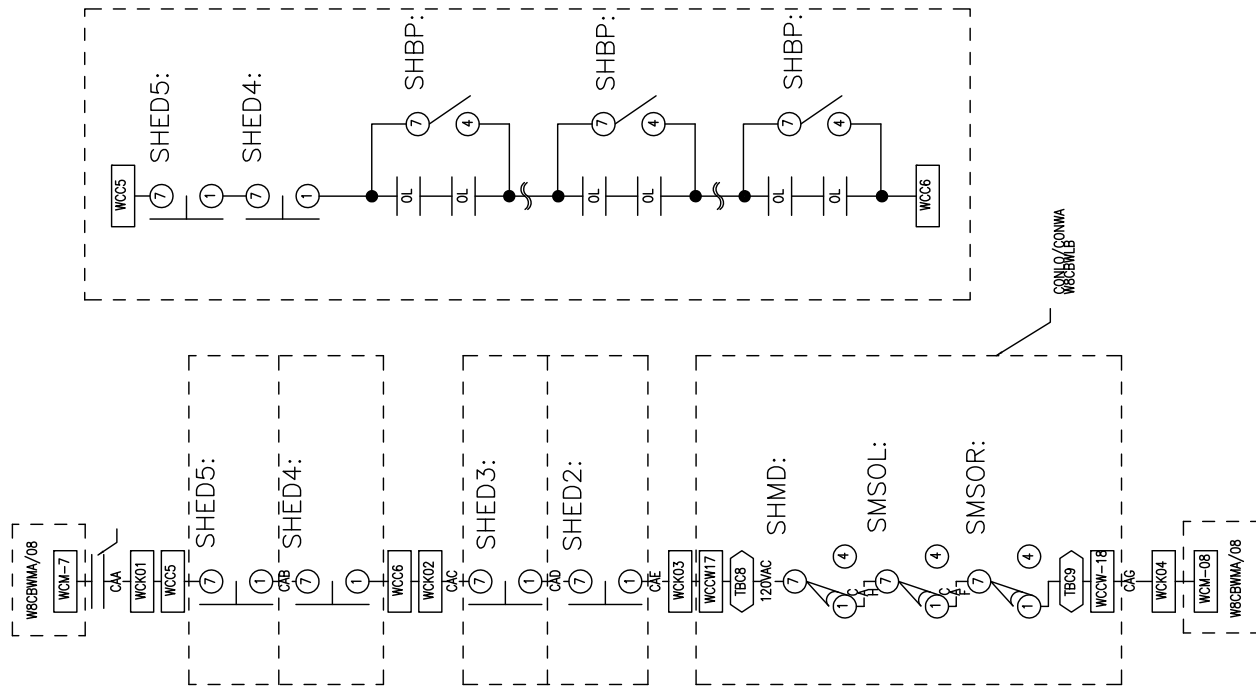 WCC5
SHED5:
7
1
SHED4:
7
1
SHBP:
7
4
OL
OL
SHBP:
7
4
OL
OL
SHBP:
7
4
OL
OL
WCC6
CONLO/CONWA
W8CBWLB
W8CBWMA/08
WCM-7
CAA
WCK01
WCC5
SHED5:
7
1
CAB
SHED4:
7
1
WCC6
WCK02
CAC
SHED3:
7
1
CAD
SHED2:
7
1
CAE
WCK03
WCCW17
TBC8
120VAC
SHMD:
7
4
1
SMSOL:
7
4
1
SMSOR:
7
4
1
TBC9
WCCW-18
CAG
WCK04
WCM-08
W8CBWMA/08